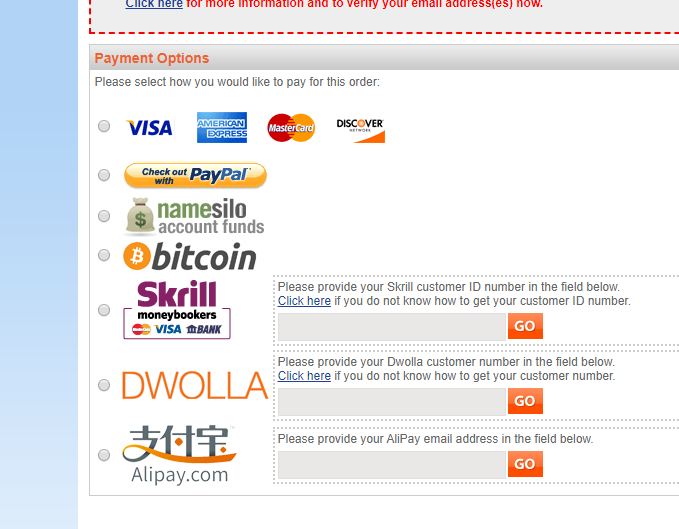 Click here for more information and to verify your email address(es) now.
Payment Options
Please select how you would like to pay for this order:
VISA AMERICAN EXPRESS MasterCard DISCOVER NETWORK
Check out with PayPal
namesilo
account funds
bitcoin
Skrill
moneybookers
MasterCard VISA BANK
Please provide your Skrill customer ID number in the field below.
Click here if you do not know how to get your customer ID number.
GO
DWOLLA
Please provide your Dwolla customer number in the field below.
Click here if you do not know how to get your customer number.
GO
支付宝
Alipay.com
Please provide your AliPay email address in the field below.
GO